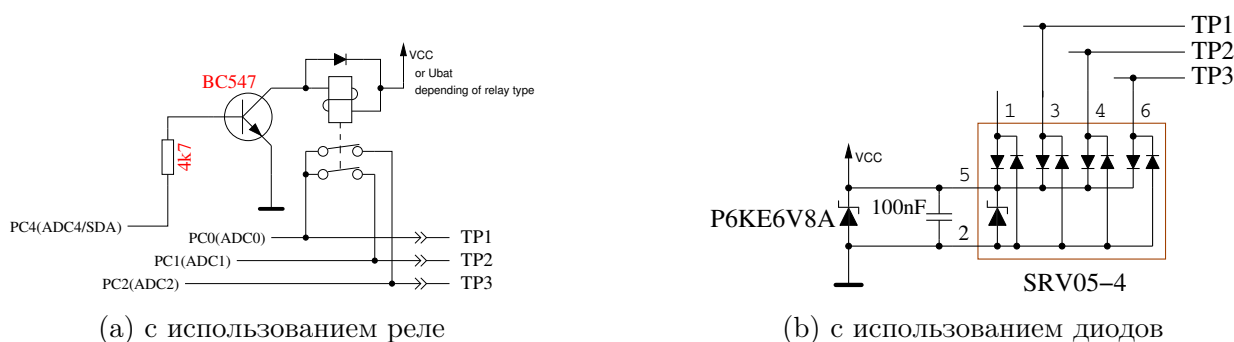 BC547
VCC
or Ubat
depending of relay type
4k7
PC4(ADC4/SDA)
PC0(ADC0)
TP1
PC1(ADC1)
TP2
PC2(ADC2)
TP3
(a) с использованием реле
TP1
TP2
TP3
1
3
4
6
VCC
5
P6KE6V8A
100nF
2
SRV05−4
(b) с использованием диодов